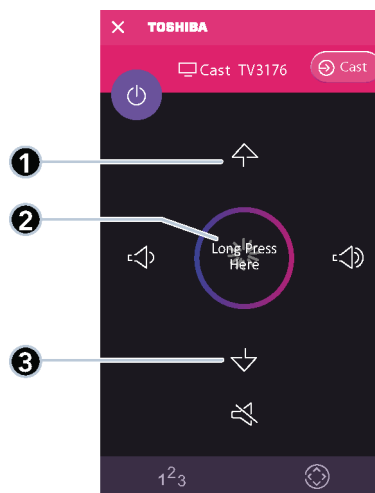 TOSHIBA
Cast TV3176
Cast
1
2
Long Press
Here
3
123